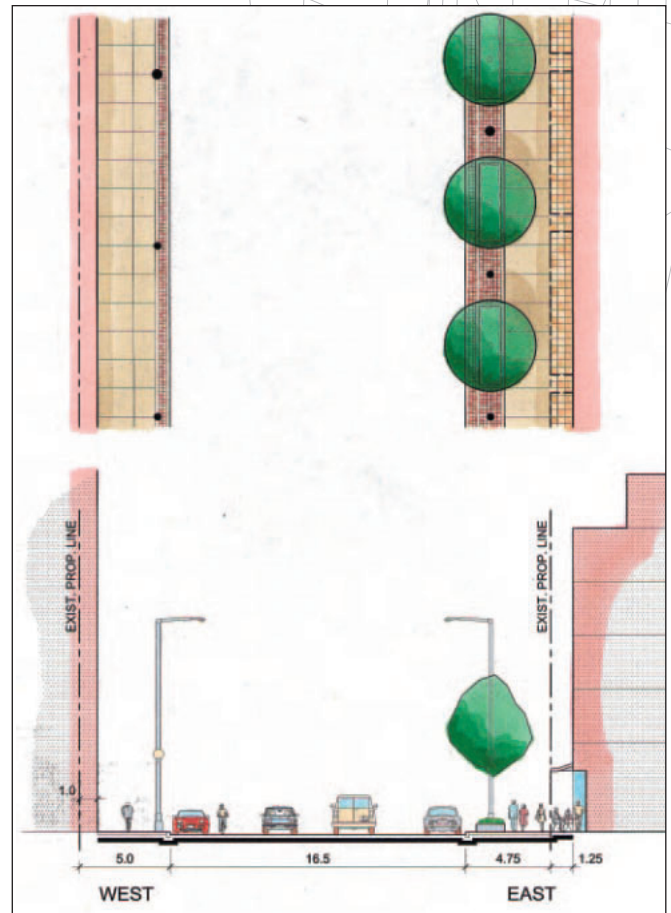 EXIST. PROP. LINE
EXIST. PROP. LINE
1.0
5.0
16.5
4.75
1.25
WEST
EAST